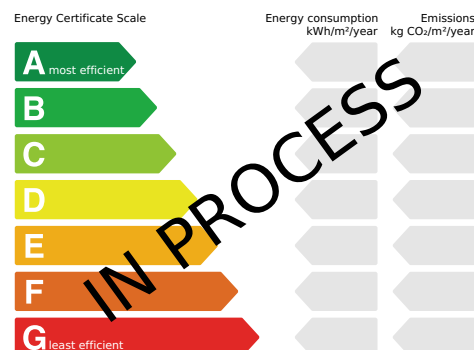 Energy Certificate Scale
Energy consumption
kWh/m²/year
Emissions
kg CO₂/m²/year
A most efficient
B
C
D
E
F
G least efficient
IN PROCESS